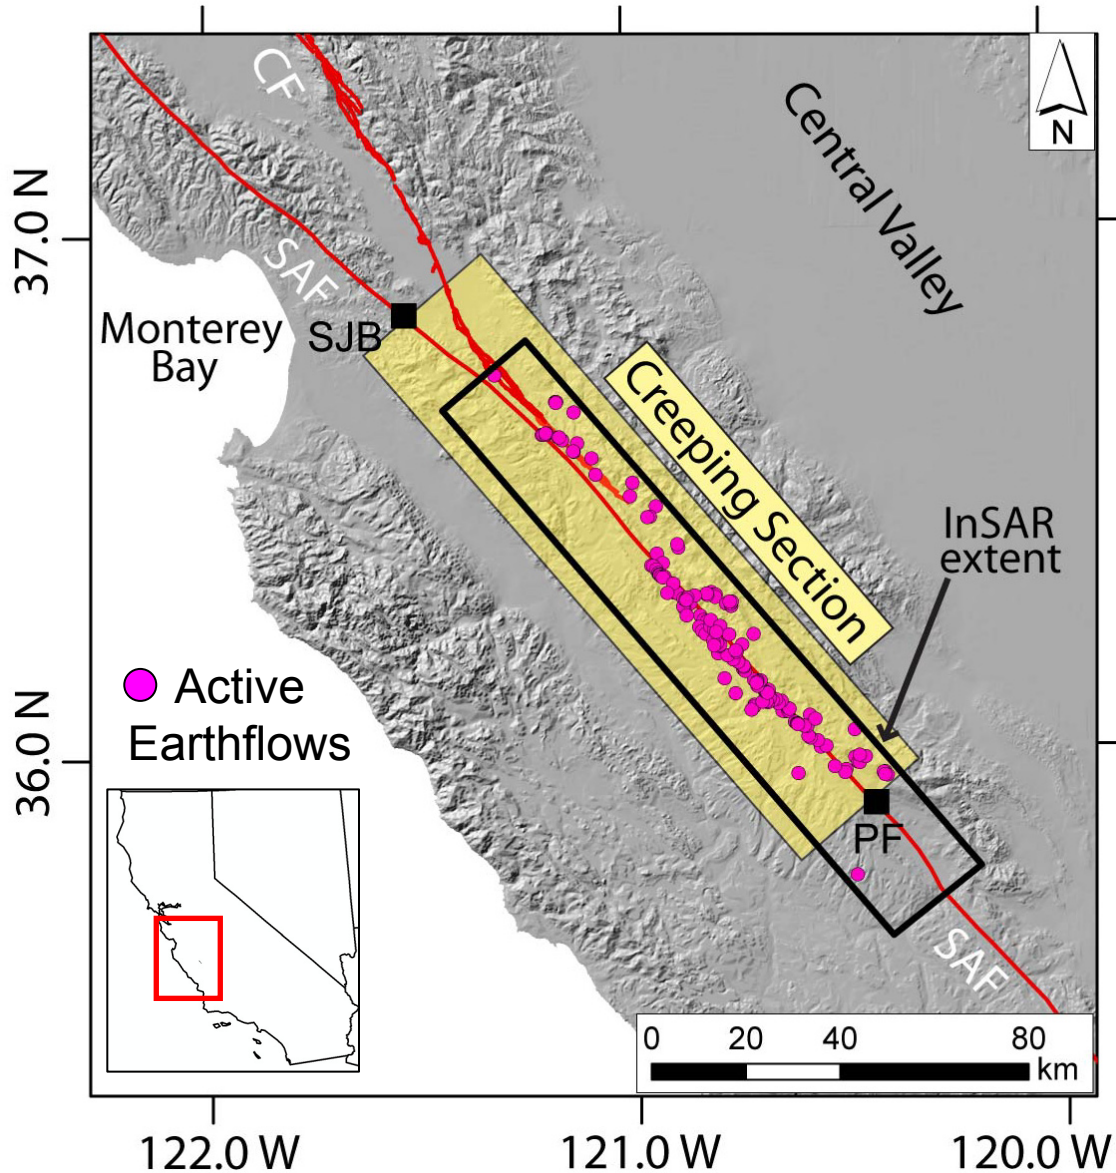 CF
N
Central Valley
37.0 N
SAF
Monterey
Bay
SJB
Creeping Section
InSAR
extent
Active
Earthflows
36.0 N
PF
SAF
0 20 40 80
km
122.0 W 121.0 W 120.0 W